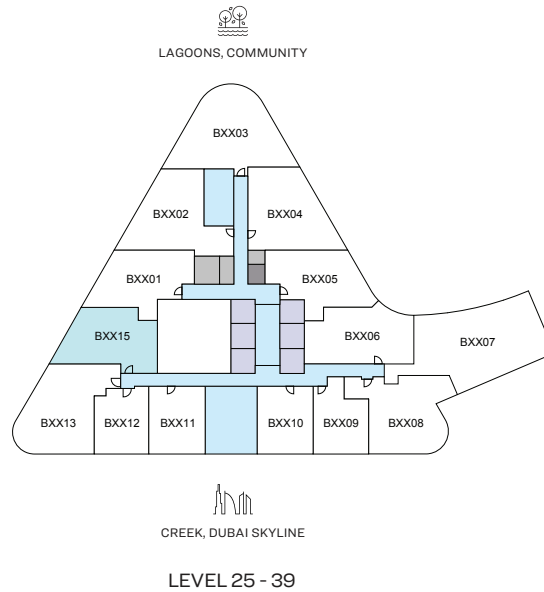 LAGOONS, COMMUNITY
BXX03
BXX02
BXX04
BXX01
BXX05
BXX15
BXX06
BXX07
BXX13
BXX12
BXX11
BXX10
BXX09
BXX08
CREEK, DUBAI SKYLINE
LEVEL 25 - 39